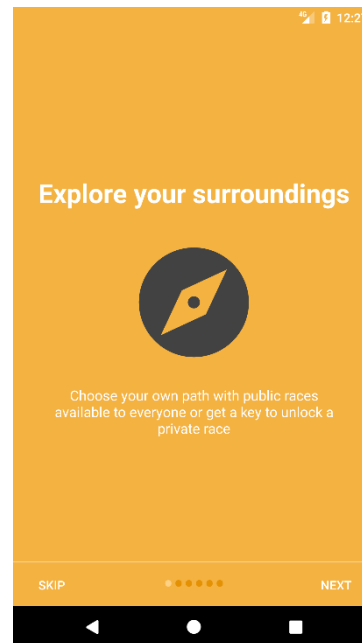 4G 12:2
Explore your surroundings
Choose your own path with public races
available to everyone or get a key to unlock a
private race
SKIP NEXT